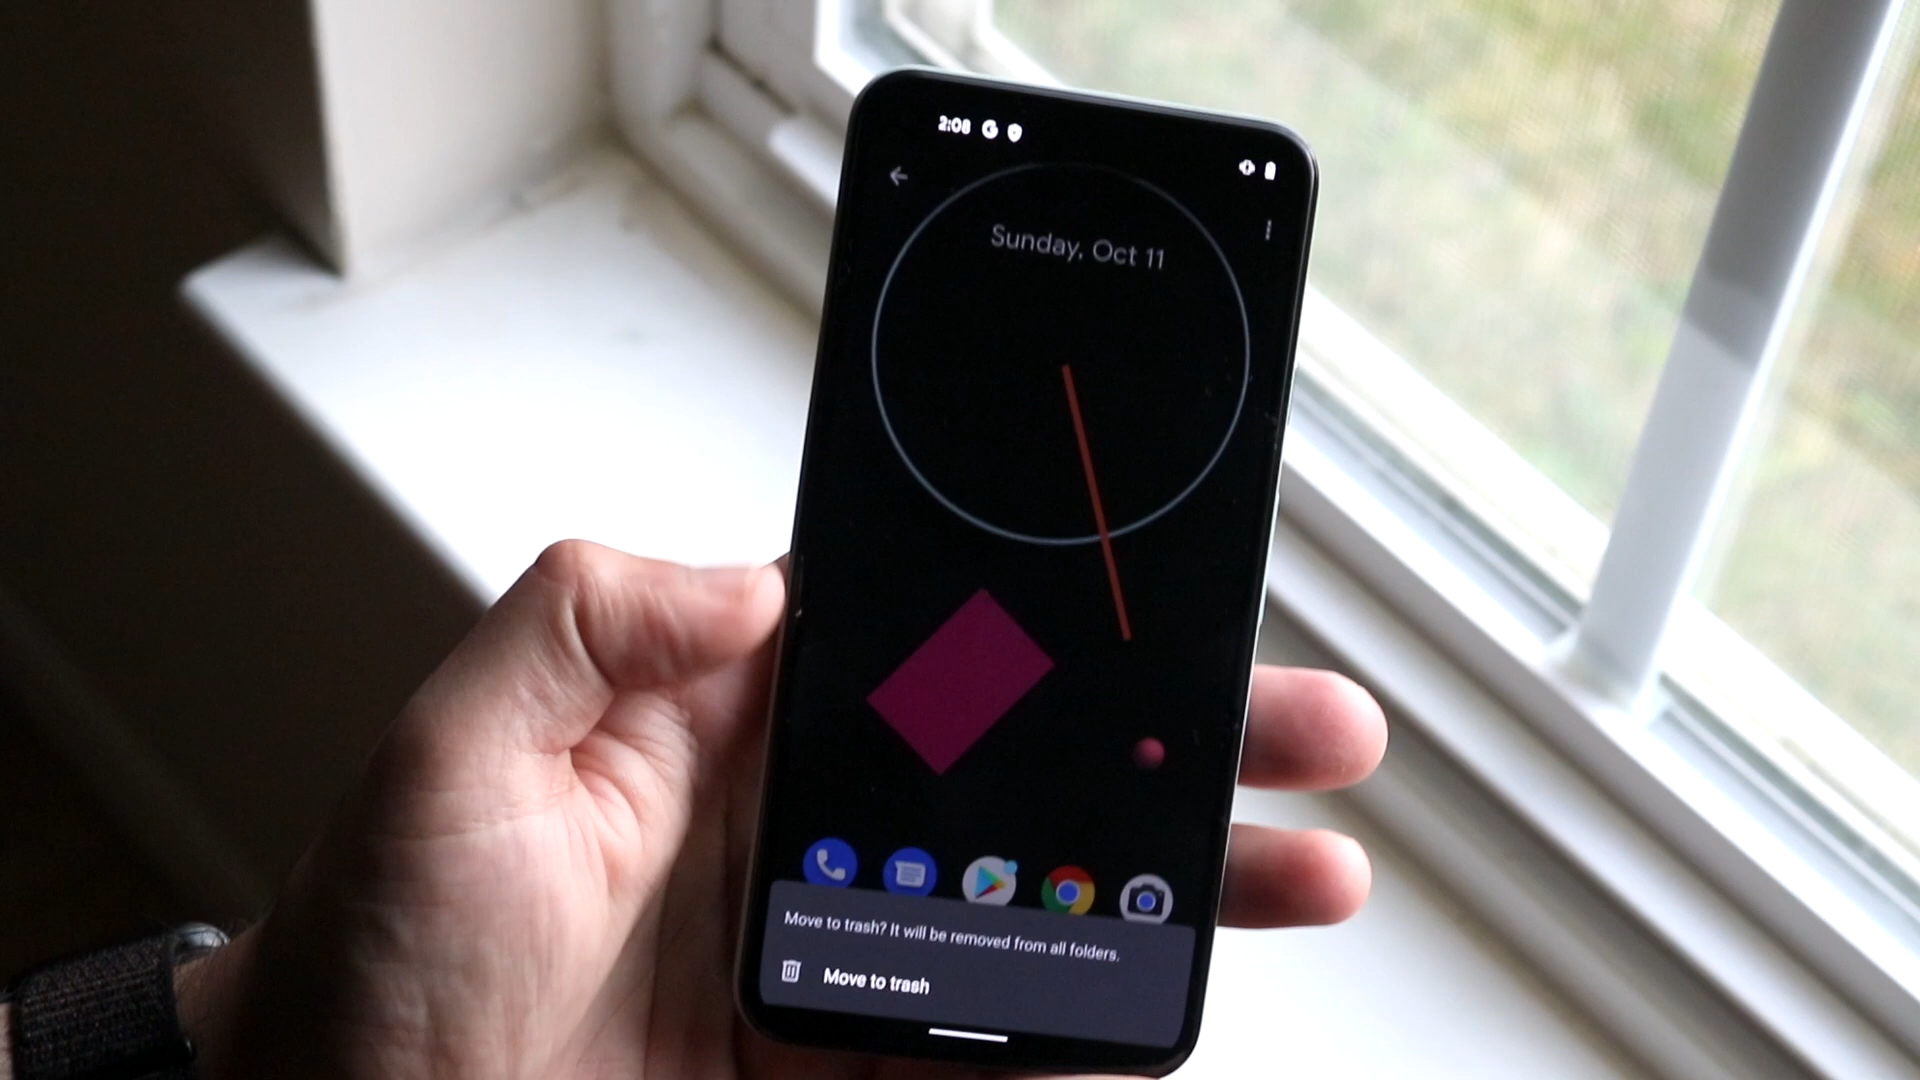 2:08
Sunday, Oct 11
Move to trash? It will be removed from all folders.
Move to trash